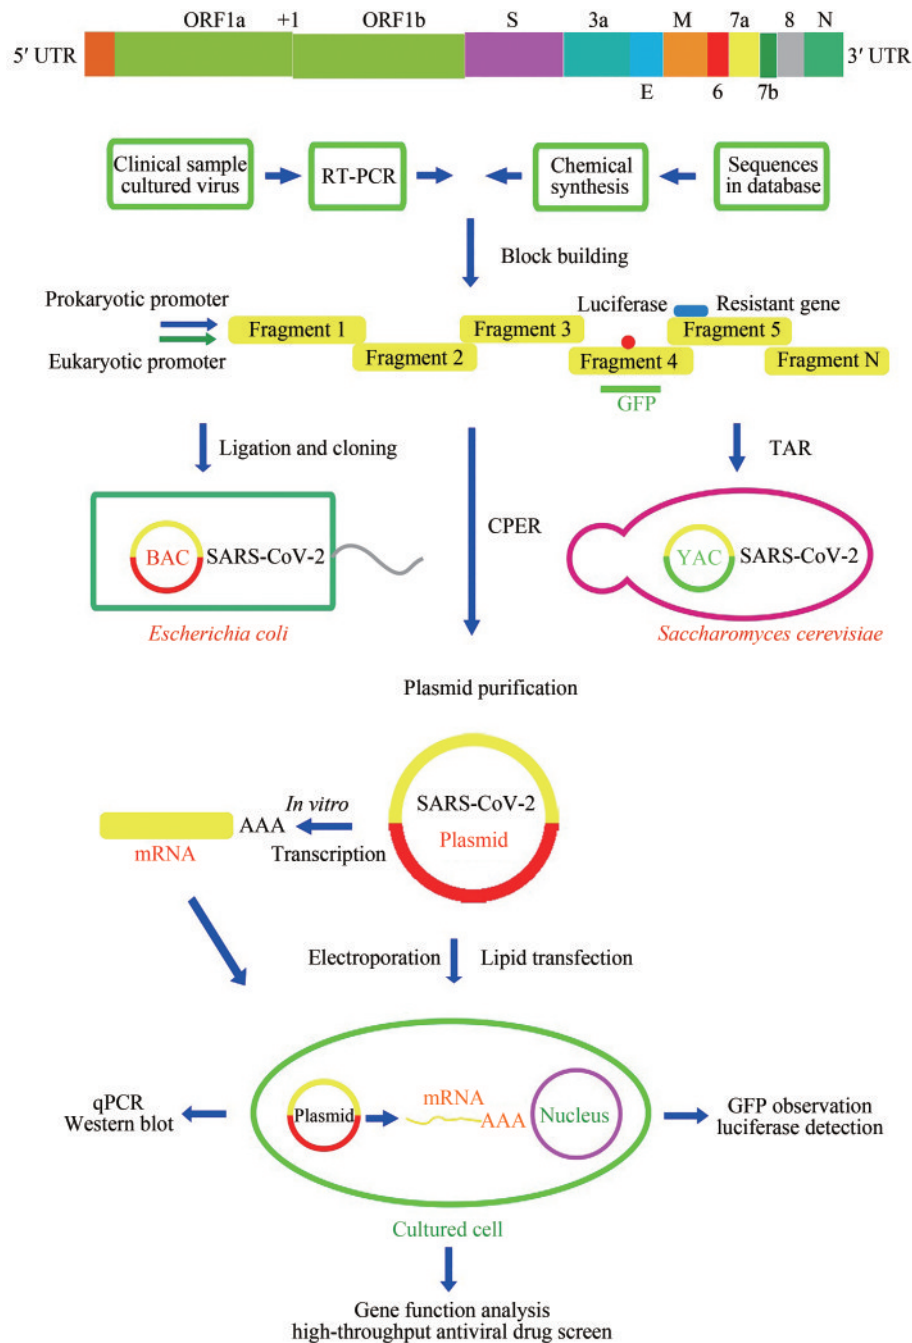 ORF1a +1 ORF1b S 3a M 7a 8 N
5′ UTR 3′ UTR
E 6 7b
Clinical sample
cultured virus
RT-PCR
Chemical
synthesis
Sequences
in database
Block building
Prokaryotic promoter
Eukaryotic promoter
Luciferase Resistant gene
Fragment 1
Fragment 2
Fragment 3
Fragment 4
Fragment 5
Fragment N
GFP
Ligation and cloning
CPER
TAR
BAC SARS-CoV-2
YAC SARS-CoV-2
Escherichia coli
Saccharomyces cerevisiae
Plasmid purification
SARS-CoV-2
Plasmid
In vitro
Transcription
AAA
mRNA
Electroporation Lipid transfection
qPCR
Western blot
Plasmid
mRNA
AAA
Nucleus
GFP observation
luciferase detection
Cultured cell
Gene function analysis
high-throughput antiviral drug screen